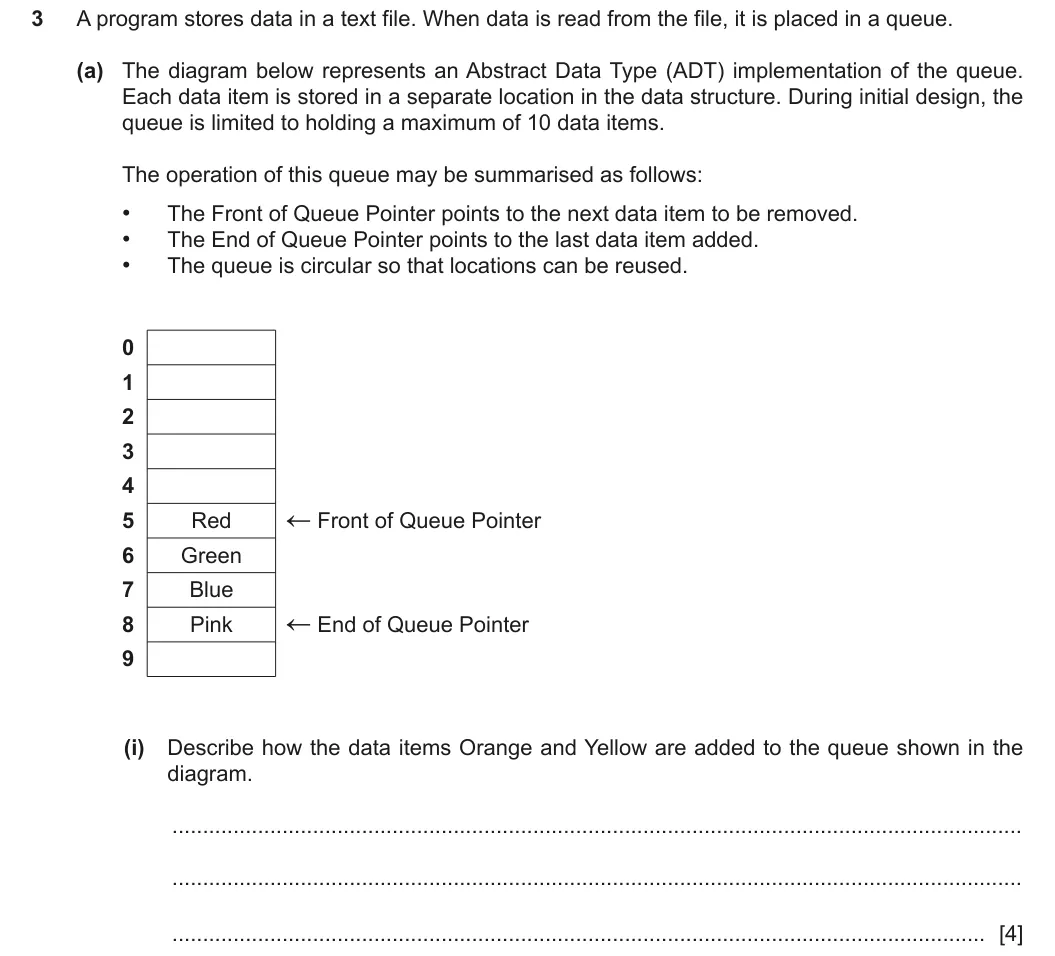 3 A program stores data in a text file. When data is read from the file, it is placed in a queue.
(a) The diagram below represents an Abstract Data Type (ADT) implementation of the queue.
Each data item is stored in a separate location in the data structure. During initial design, the
queue is limited to holding a maximum of 10 data items.
The operation of this queue may be summarised as follows:
• The Front of Queue Pointer points to the next data item to be removed.
• The End of Queue Pointer points to the last data item added.
• The queue is circular so that locations can be reused.
0
1
2
3
4
5 Red ← Front of Queue Pointer
6 Green
7 Blue
8 Pink ← End of Queue Pointer
9
(i) Describe how the data items Orange and Yellow are added to the queue shown in the
diagram.
...........................................................................................................................................
...........................................................................................................................................
..................................................................................................................................... [4]